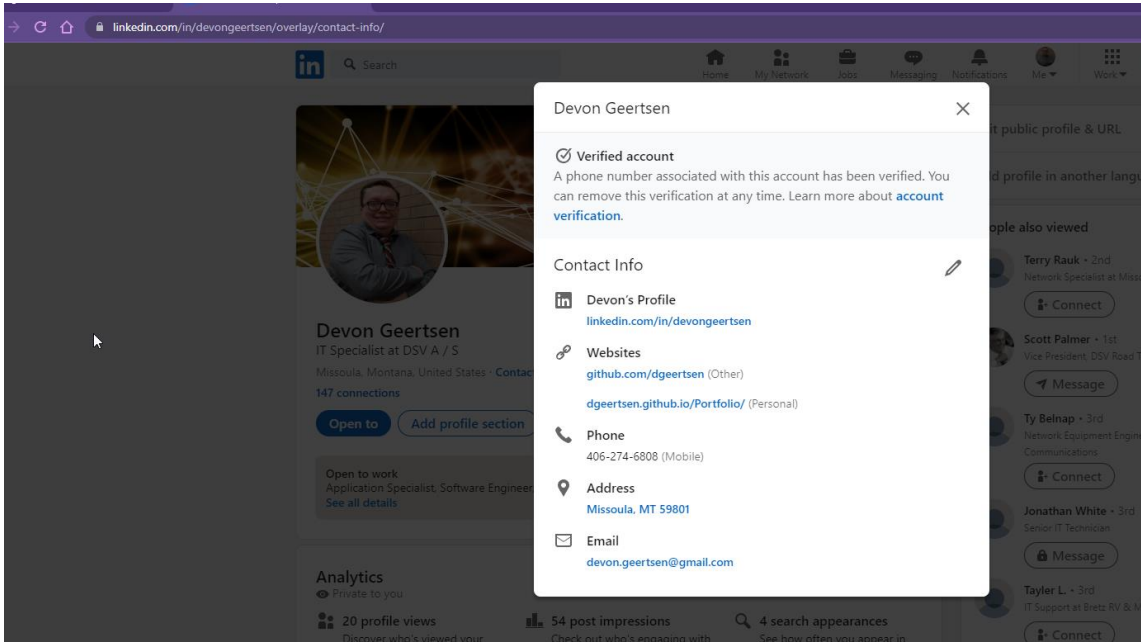 linkedin.com/in/devongeertsen/overlay/contact-info/
in
Search
Home
My Network
Jobs
Messaging
Notifications
Me
Work
Devon Geertsen
Verified account
A phone number associated with this account has been verified. You
can remove this verification at any time. Learn more about account
verification.
Contact Info
Devon's Profile
linkedin.com/in/devongeertsen
Websites
github.com/dgeertsen (Other)
dgeertsen.github.io/Portfolio/ (Personal)
Phone
406-274-6808 (Mobile)
Address
Missoula, MT 59801
Email
devon.geertsen@gmail.com
Devon Geertsen
IT Specialist at DSV A / S
Missoula, Montana, United States · Contac
147 connections
Open to
Add profile section
Open to work
Application Specialist, Software Engineer,
See all details
Analytics
Private to you
20 profile views
Discover who's viewed your
54 post impressions
Check out who's engaging with
4 search appearances
See how often you appear in
it public profile & URL
d profile in another langu
ople also viewed
Terry Rauk · 2nd
Network Specialist at Miss
Connect
Scott Palmer · 1st
Vice President, DSV Road T
Message
Ty Belnap · 3rd
Network Equipment Engine
Communications
Connect
Jonathan White · 3rd
Senior IT Technician
Message
Tayler L. · 3rd
IT Support at Bretz RV & M
Connect